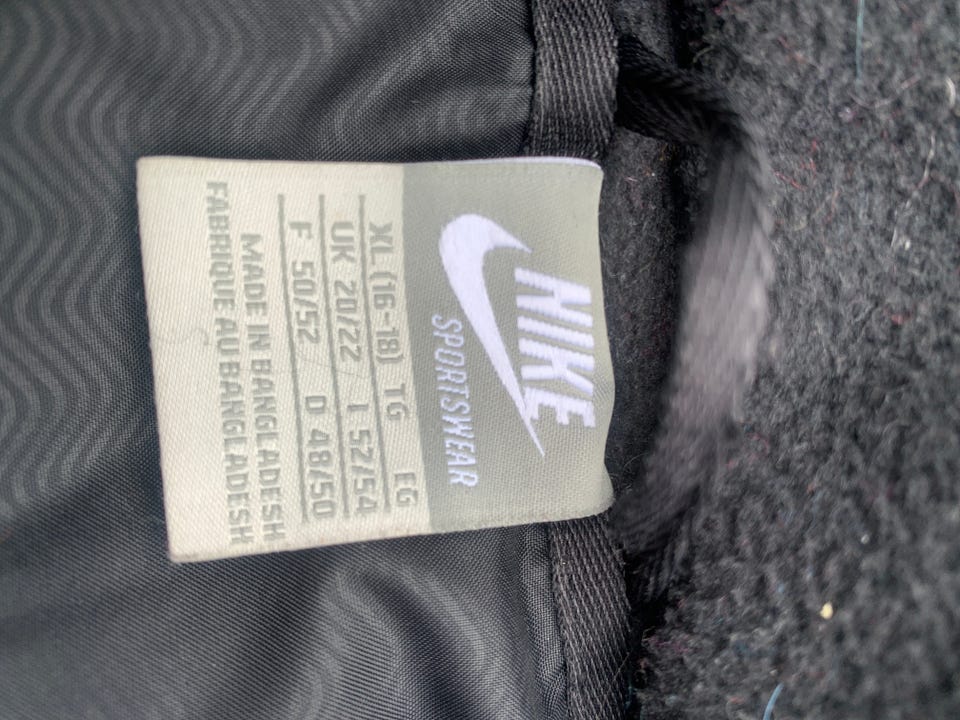 NIKE
SPORTSWEAR
XL (16-18) TG EG
UK 20/22 I 52/54
F 50/52 D 48/50
MADE IN BANGLADESH
FABRIQUE AU BANGLADESH